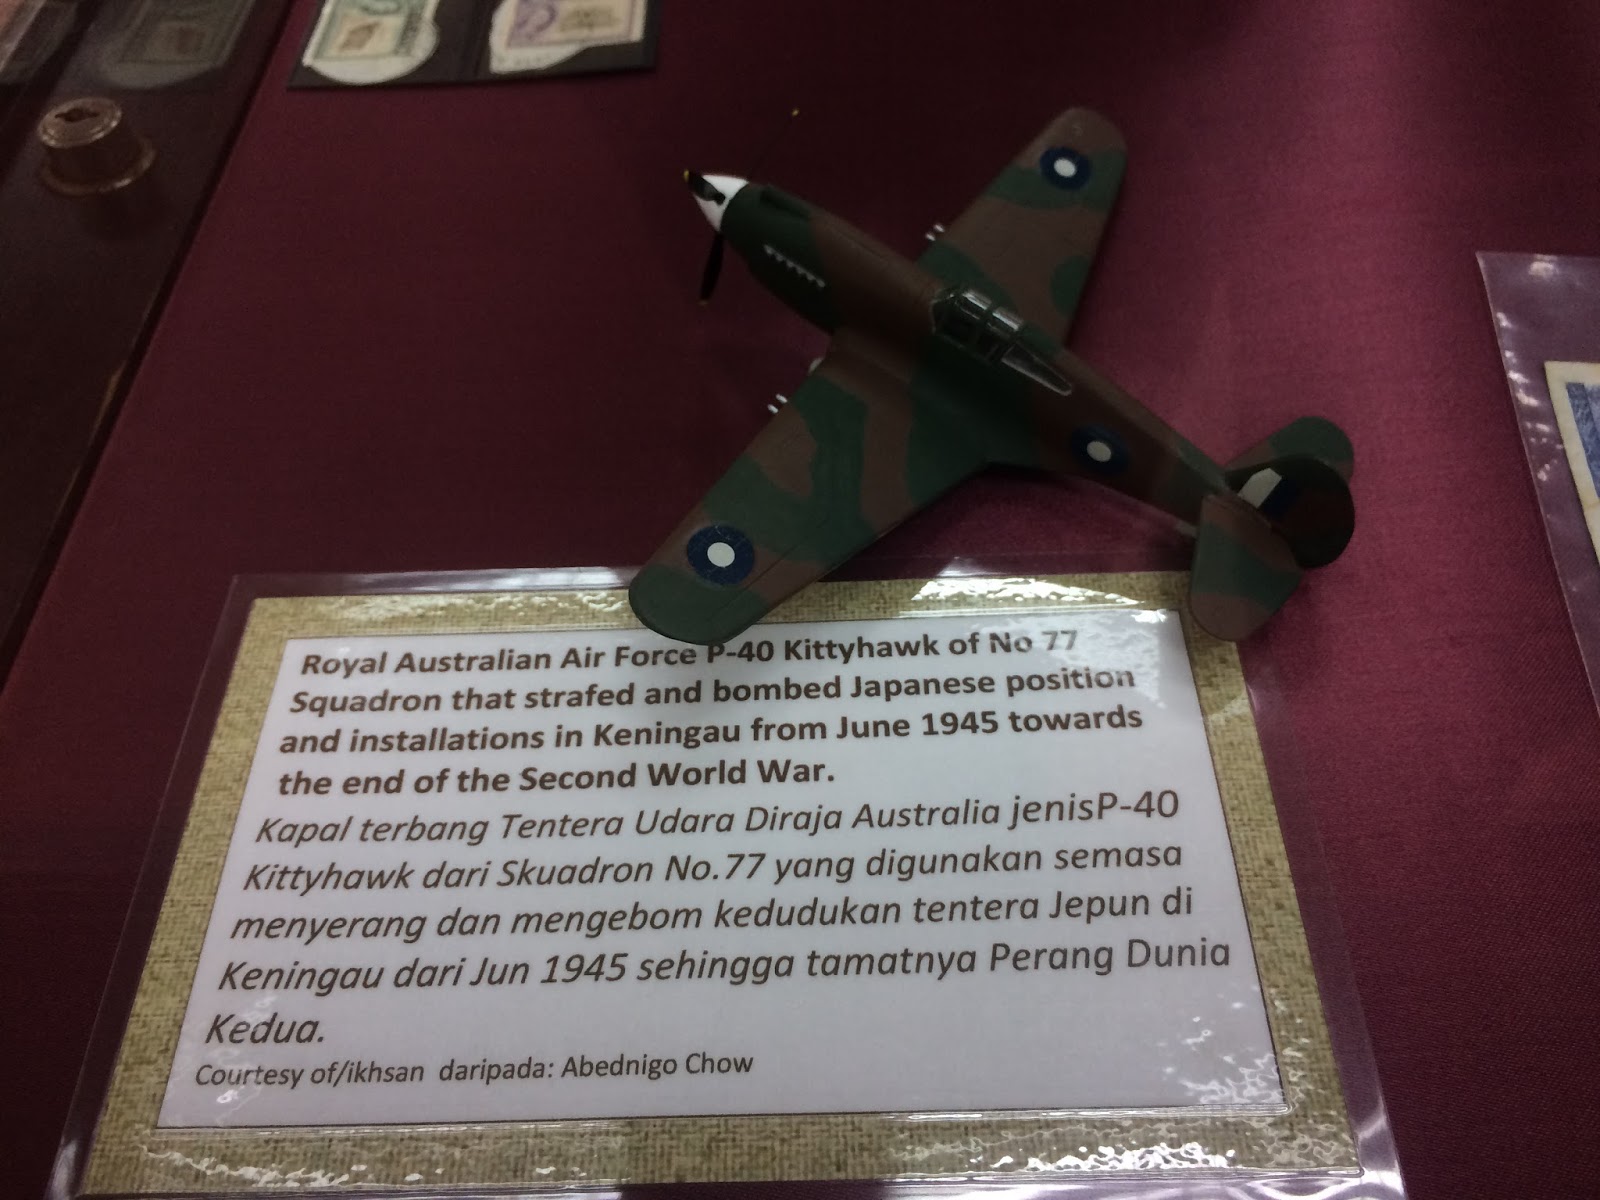 Royal Australian Air Force P-40 Kittyhawk of No 77
Squadron that strafed and bombed Japanese position
and installations in Keningau from June 1945 towards
the end of the Second World War.
Kapal terbang Tentera Udara Diraja Australia jenisP-40
Kittyhawk dari Skuadron No.77 yang digunakan semasa
menyerang dan mengebom kedudukan tentera Jepun di
Keningau dari Jun 1945 sehingga tamatnya Perang Dunia
Kedua.
Courtesy of/ikhsan daripada: Abednigo Chow